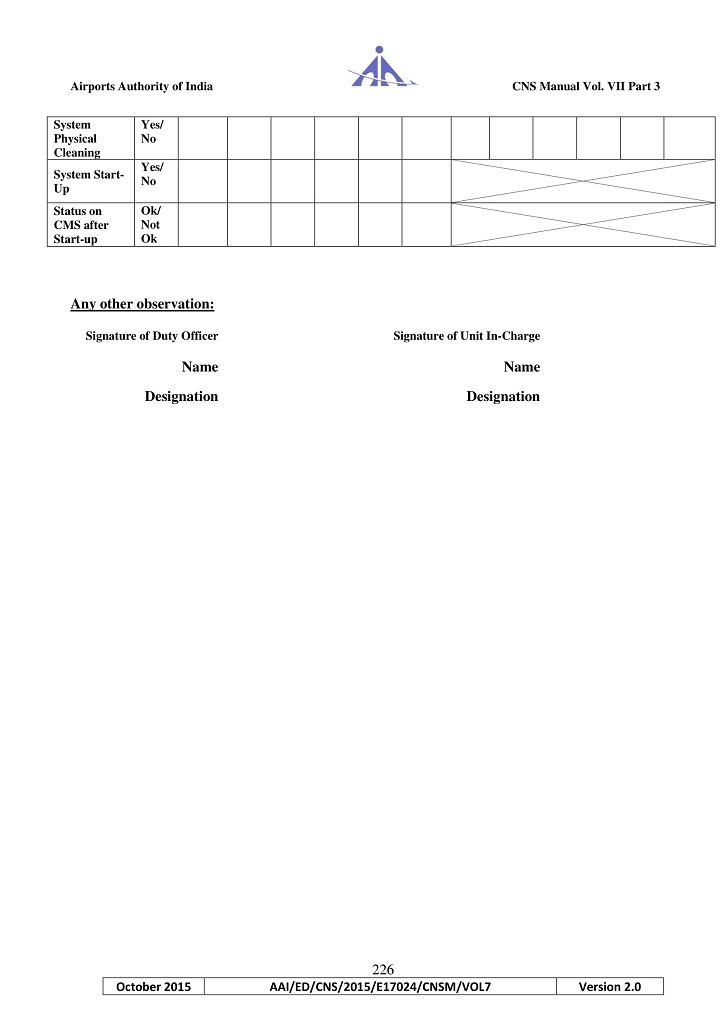 Airports Authority of India CNS Manual Vol. VII Part 3
System Yes/
Physical No
Cleaning
System Start- Yes/
Up No
Status on Ok/
CMS after Not
Start-up Ok
Any other observation:
Signature of Duty Officer Signature of Unit In-Charge
Name Name
Designation Designation
226
October 2015 AAI/ED/CNS/2015/E17024/CNSM/VOL7 Version 2.0